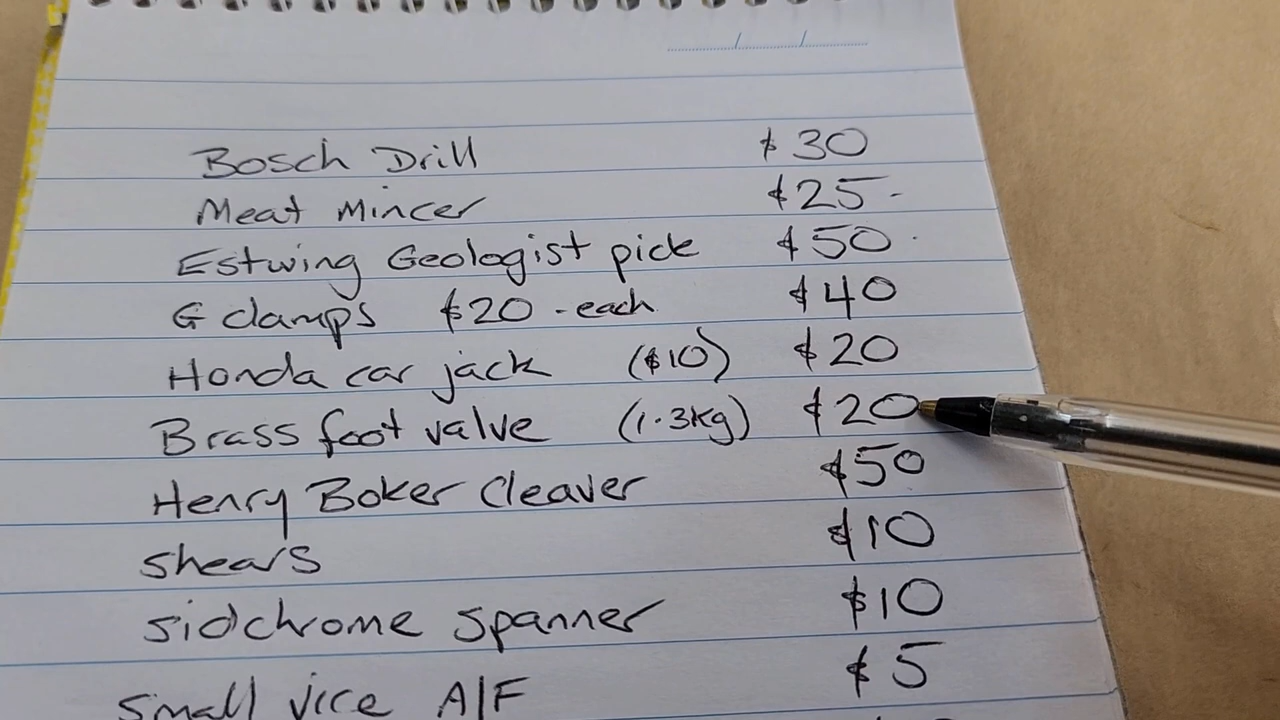 Bosch Drill $30
Meat Mincer $25-
Estwing Geologist pick $50
G clamps $20 - each $40
Honda car jack ($10) $20
Brass foot valve (1.3kg) $20
Henry Boker Cleaver $50
shears $10
sidchrome spanner $10
small vice A/F $5